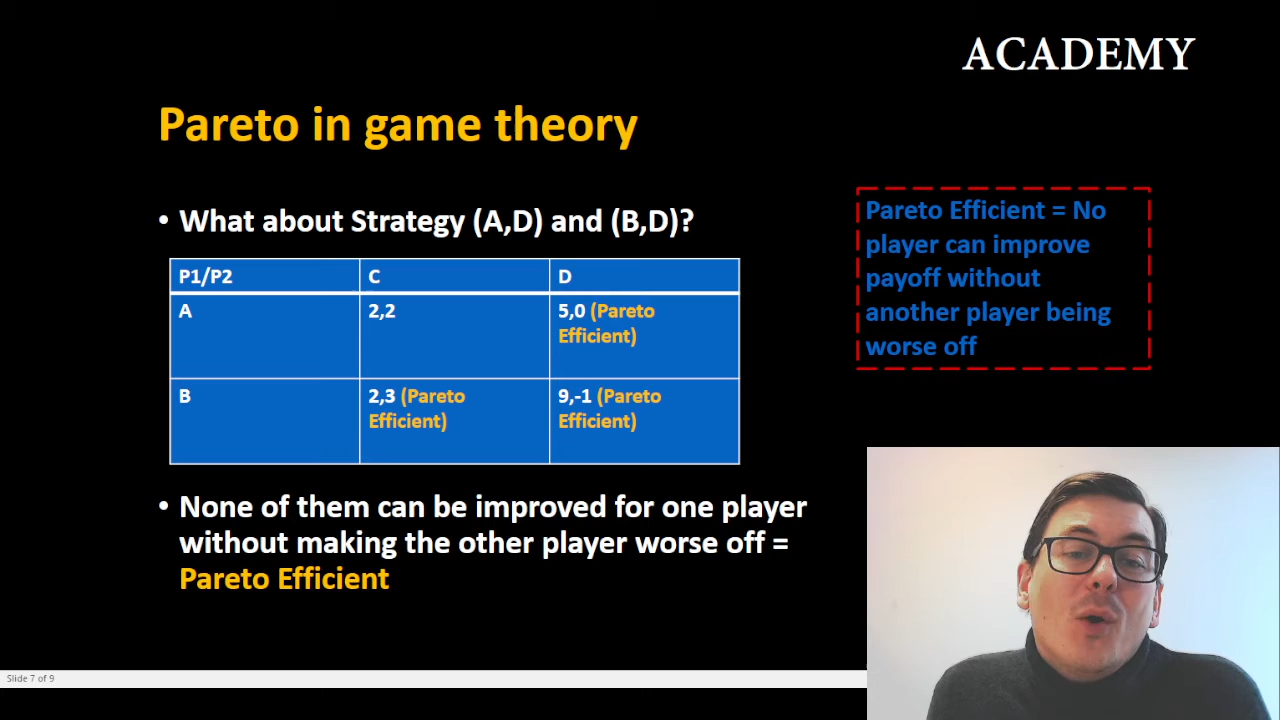 ACADEMY
Pareto in game theory
• What about Strategy (A,D) and (B,D)?
P1/P2 C D
A 2,2 5,0 (Pareto
Efficient)
B 2,3 (Pareto 9,-1 (Pareto
Efficient) Efficient)
• None of them can be improved for one player
without making the other player worse off =
Pareto Efficient
Pareto Efficient = No
player can improve
payoff without
another player being
worse off
Slide 7 of 9